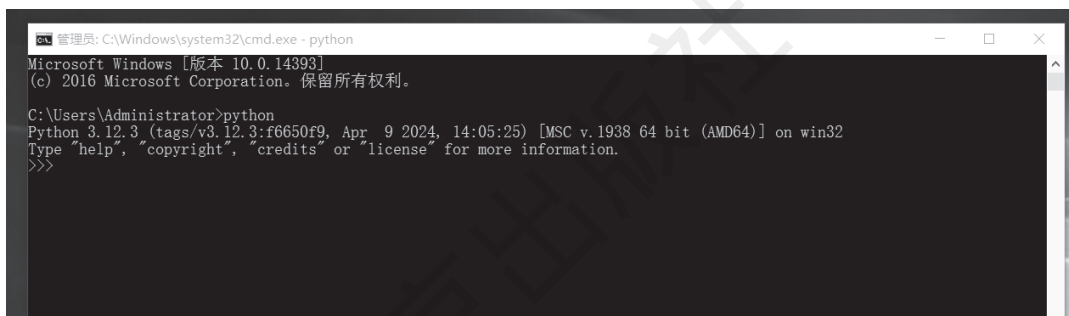 管理员: C:\Windows\system32\cmd.exe - python
Microsoft Windows [版本 10.0.14393]
(c) 2016 Microsoft Corporation。保留所有权利。
C:\Users\Administrator>python
Python 3.12.3 (tags/v3.12.3:f6650f9, Apr  9 2024, 14:05:25) [MSC v.1938 64 bit (AMD64)] on win32
Type "help", "copyright", "credits" or "license" for more information.
>>>
出版社